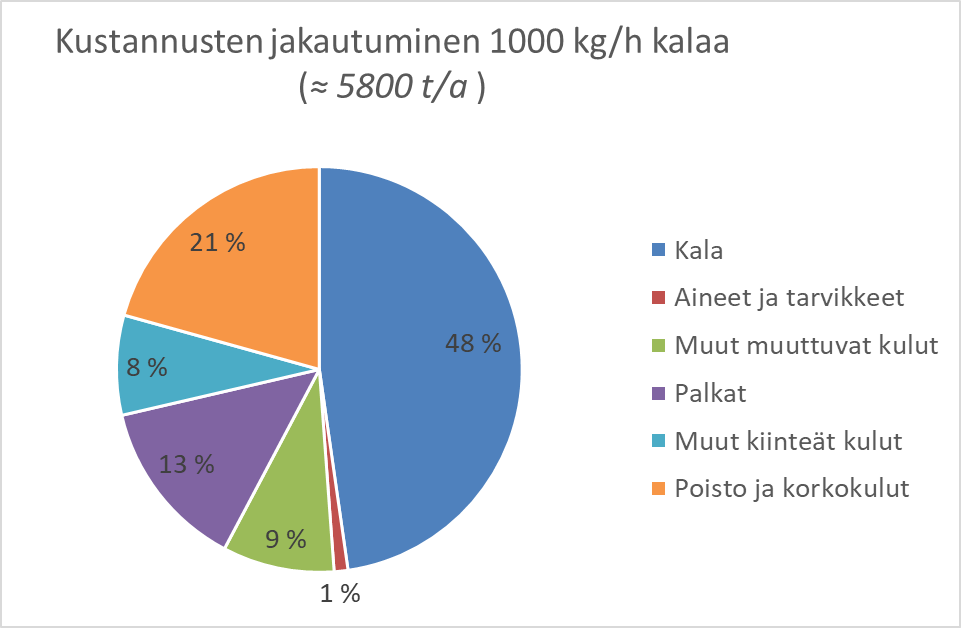 Kustannusten jakautuminen 1000 kg/h kalaa
(≈ 5800 t/a )
21 %
48 %
8 %
13 %
9 %
1 %
Kala
Aineet ja tarvikkeet
Muut muuttuvat kulut
Palkat
Muut kiinteät kulut
Poisto ja korkokulut